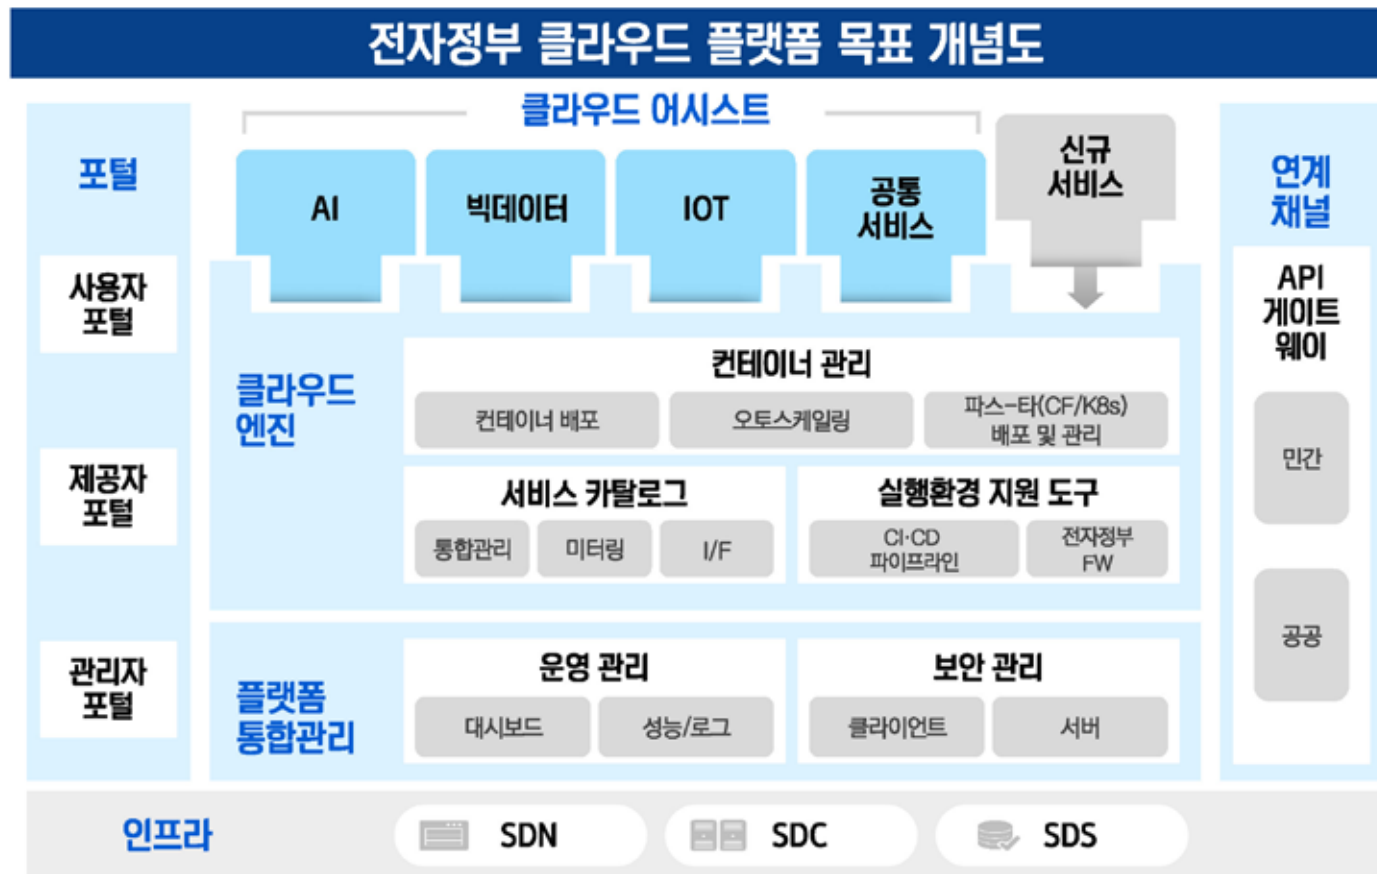 전자정부 클라우드 플랫폼 목표 개념도
포털
사용자
포털
제공자
포털
관리자
포털
클라우드 어시스트
AI
빅데이터
IOT
공통
서비스
신규
서비스
클라우드
엔진
컨테이너 관리
컨테이너 배포
오토스케일링
파스-타(CF/K8s)
배포 및 관리
서비스 카탈로그
통합관리
미터링
I/F
실행환경 지원 도구
CI·CD
파이프라인
전자정부
FW
플랫폼
통합관리
운영 관리
대시보드
성능/로그
보안 관리
클라이언트
서버
연계
채널
API
게이트
웨이
민간
공공
인프라
SDN
SDC
SDS